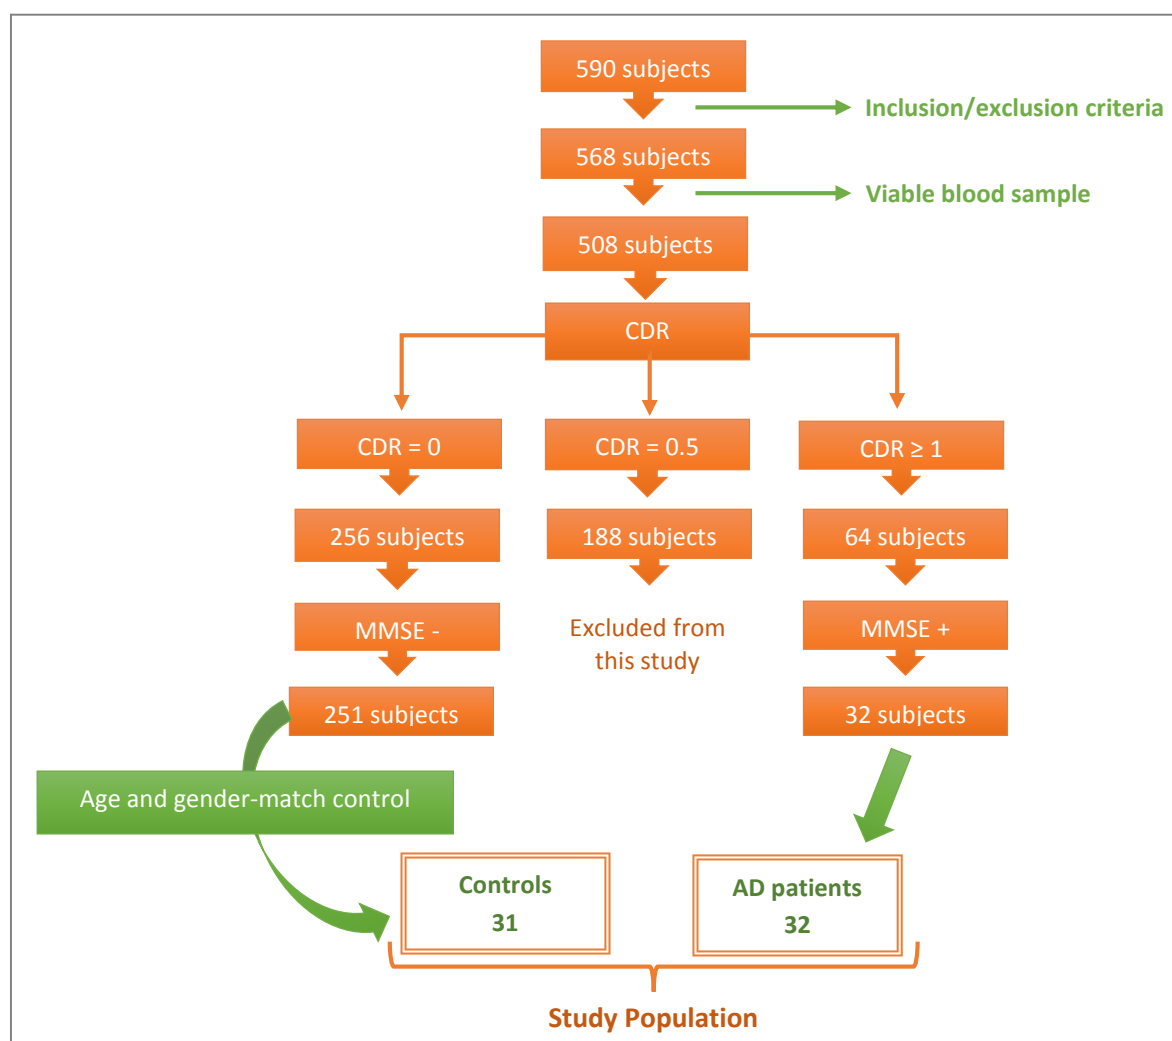 590 subjects
Inclusion/exclusion criteria
568 subjects
Viable blood sample
508 subjects
CDR
CDR = 0
CDR = 0.5
CDR ≥ 1
256 subjects
188 subjects
64 subjects
MMSE -
Excluded from
this study
MMSE +
251 subjects
32 subjects
Age and gender-match control
Controls
31
AD patients
32
Study Population